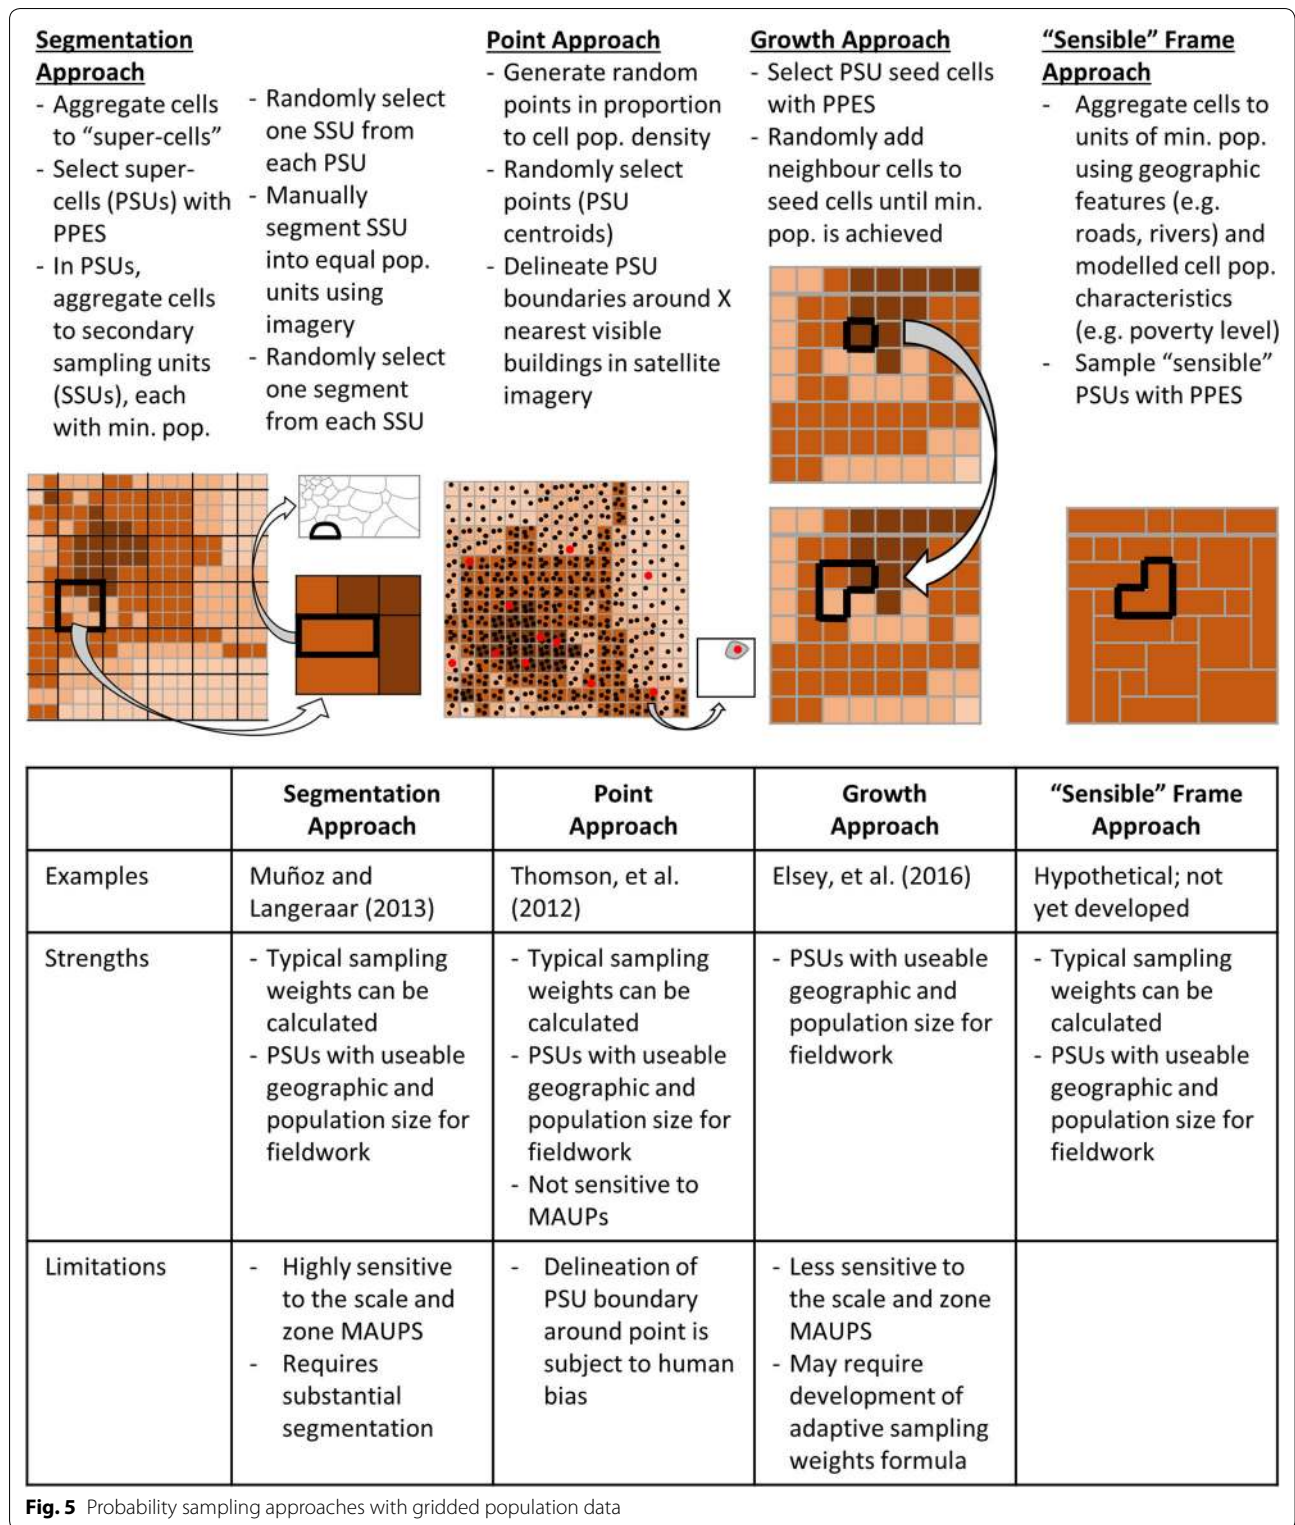 Segmentation
Approach
- Aggregate cells
to “super-cells”
- Select super-
cells (PSUs) with
PPES
- In PSUs,
aggregate cells
to secondary
sampling units
(SSUs), each
with min. pop.
- Randomly select
one SSU from
each PSU
- Manually
segment SSU
into equal pop.
units using
imagery
- Randomly select
one segment
from each SSU
Point Approach
- Generate random
points in proportion
to cell pop. density
- Randomly select
points (PSU
centroids)
- Delineate PSU
boundaries around X
nearest visible
buildings in satellite
imagery
Growth Approach
- Select PSU seed cells
with PPES
- Randomly add
neighbour cells to
seed cells until min.
pop. is achieved
“Sensible” Frame
Approach
- Aggregate cells to
units of min. pop.
using geographic
features (e.g.
roads, rivers) and
modelled cell pop.
characteristics
(e.g. poverty level)
- Sample “sensible”
PSUs with PPES
Segmentation
Approach
Point
Approach
Growth
Approach
“Sensible” Frame
Approach
Examples
Muñoz and
Langeraar (2013)
Thomson, et al.
(2012)
Elsey, et al. (2016)
Hypothetical; not
yet developed
Strengths
- Typical sampling
weights can be
calculated
- PSUs with useable
geographic and
population size for
fieldwork
- Typical sampling
weights can be
calculated
- PSUs with useable
geographic and
population size for
fieldwork
- Not sensitive to
MAUPs
- PSUs with useable
geographic and
population size for
fieldwork
- Typical sampling
weights can be
calculated
- PSUs with useable
geographic and
population size for
fieldwork
Limitations
- Highly sensitive
to the scale and
zone MAUPS
- Requires
substantial
segmentation
- Delineation of
PSU boundary
around point is
subject to human
bias
- Less sensitive to
the scale and zone
MAUPS
- May require
development of
adaptive sampling
weights formula
Fig. 5 Probability sampling approaches with gridded population data